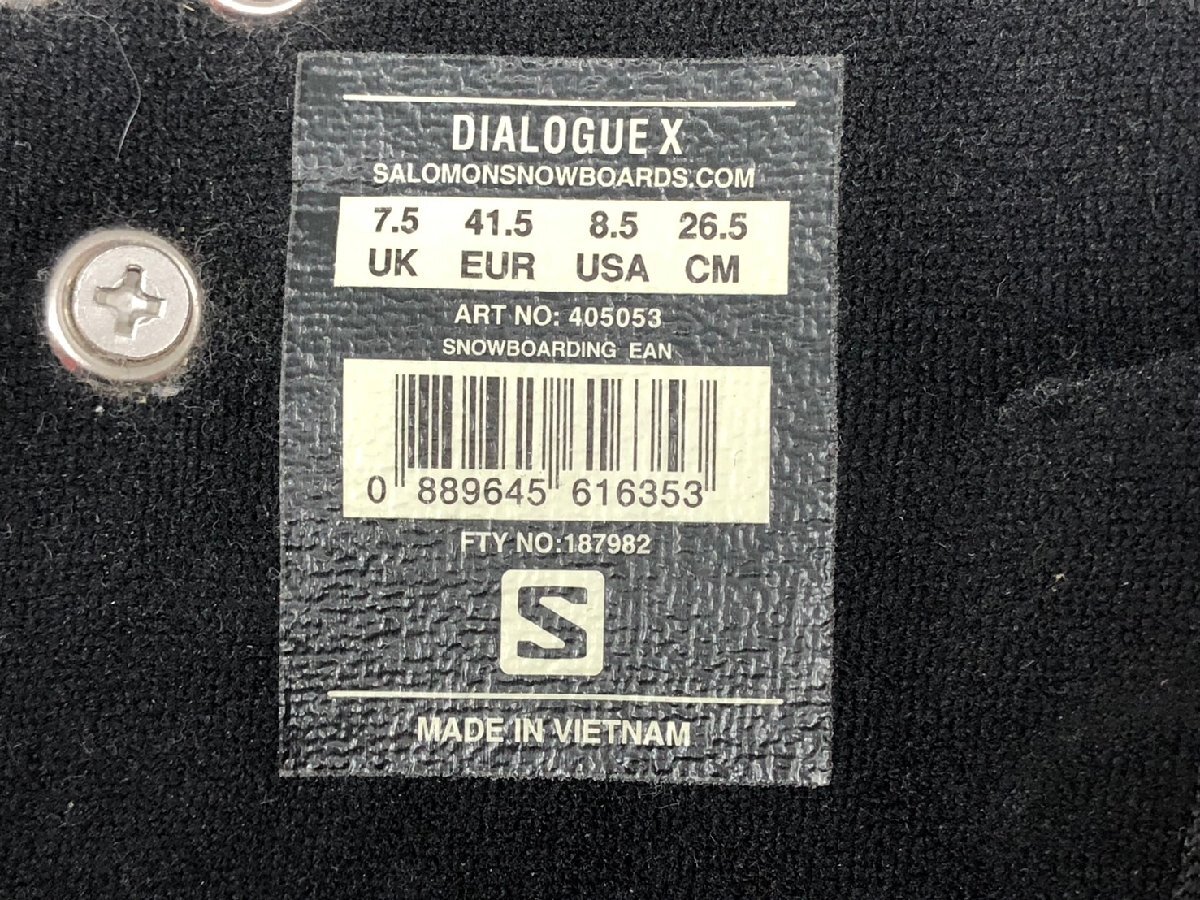 DIALOGUE X
SALOMONSNOWBOARDS.COM
7.5 41.5 8.5 26.5
UK EUR USA CM
ART NO: 405053
SNOWBOARDING EAN
0 889645 616353
FTY NO:187982
S
MADE IN VIETNAM